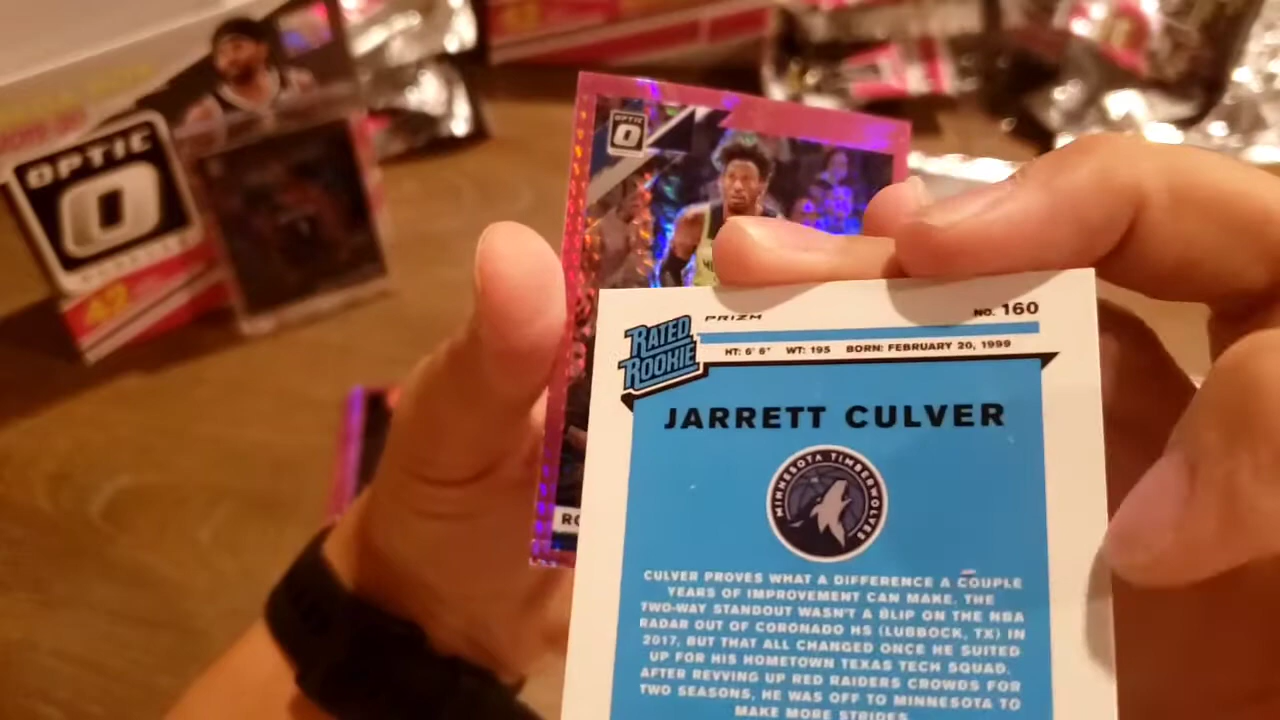 OPTIC
O
42
OPTIC
O
RO
RATED
ROOKIE
PRIZM
NO. 160
HT: 6' 6" WT: 195 BORN: FEBRUARY 20, 1999
JARRETT CULVER
MINNESOTA TIMBERWOLVES
CULVER PROVES WHAT A DIFFERENCE A COUPLE
YEARS OF IMPROVEMENT CAN MAKE. THE
TWO-WAY STANDOUT WASN'T A BLIP ON THE NBA
RADAR OUT OF CORONADO HS (LUBBOCK, TX) IN
2017, BUT THAT ALL CHANGED ONCE HE SUITED
UP FOR HIS HOMETOWN TEXAS TECH SQUAD.
AFTER REVVING UP RED RAIDERS CROWDS FOR
TWO SEASONS, HE WAS OFF TO MINNESOTA TO
MAKE MORE STRIDES